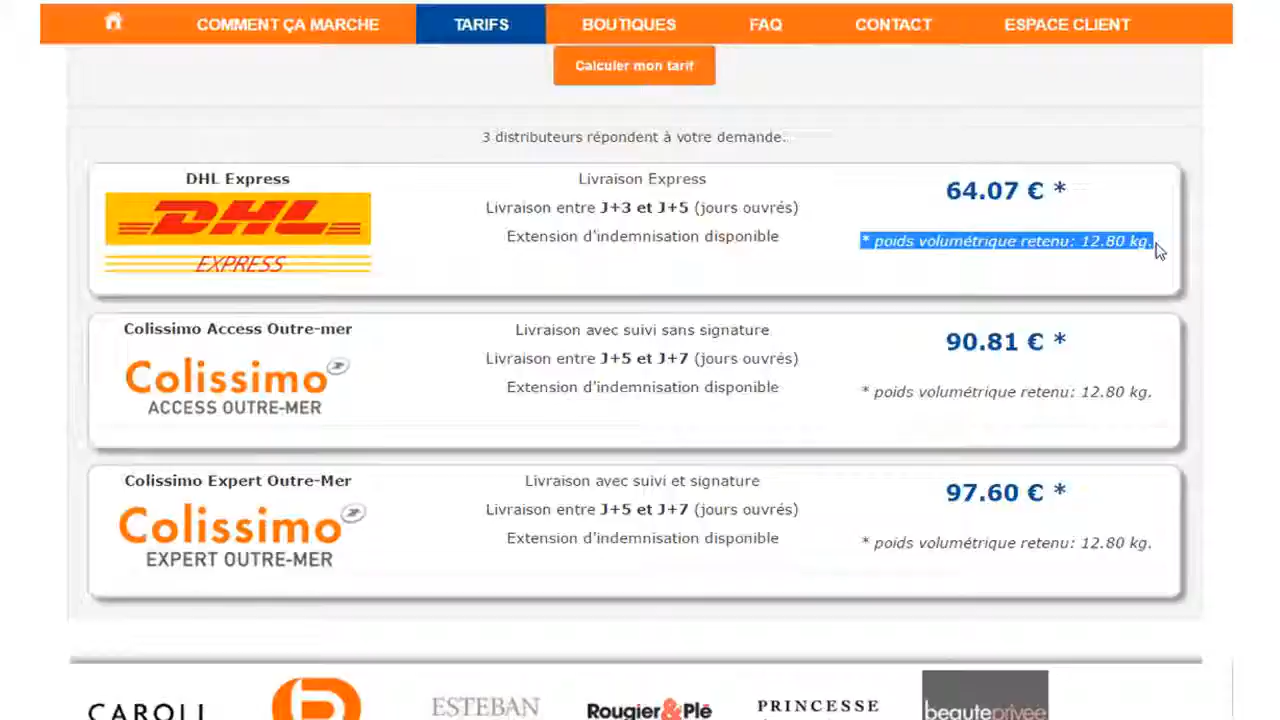 COMMENT ÇA MARCHE TARIFS BOUTIQUES FAQ CONTACT ESPACE CLIENT
Calculer mon tarif
3 distributeurs répondent à votre demande.
DHL Express
DHL
EXPRESS
Livraison Express
Livraison entre J+3 et J+5 (jours ouvrés)
Extension d'indemnisation disponible
64.07 € *
* poids volumétrique retenu: 12.80 kg.
Colissimo Access Outre-mer
Colissimo
ACCESS OUTRE-MER
Livraison avec suivi sans signature
Livraison entre J+5 et J+7 (jours ouvrés)
Extension d'indemnisation disponible
90.81 € *
* poids volumétrique retenu: 12.80 kg.
Colissimo Expert Outre-Mer
Colissimo
EXPERT OUTRE-MER
Livraison avec suivi et signature
Livraison entre J+5 et J+7 (jours ouvrés)
Extension d'indemnisation disponible
97.60 € *
* poids volumétrique retenu: 12.80 kg.
ESTEBAN
Rougier&Plé
PRINCESSE
beauteprivee